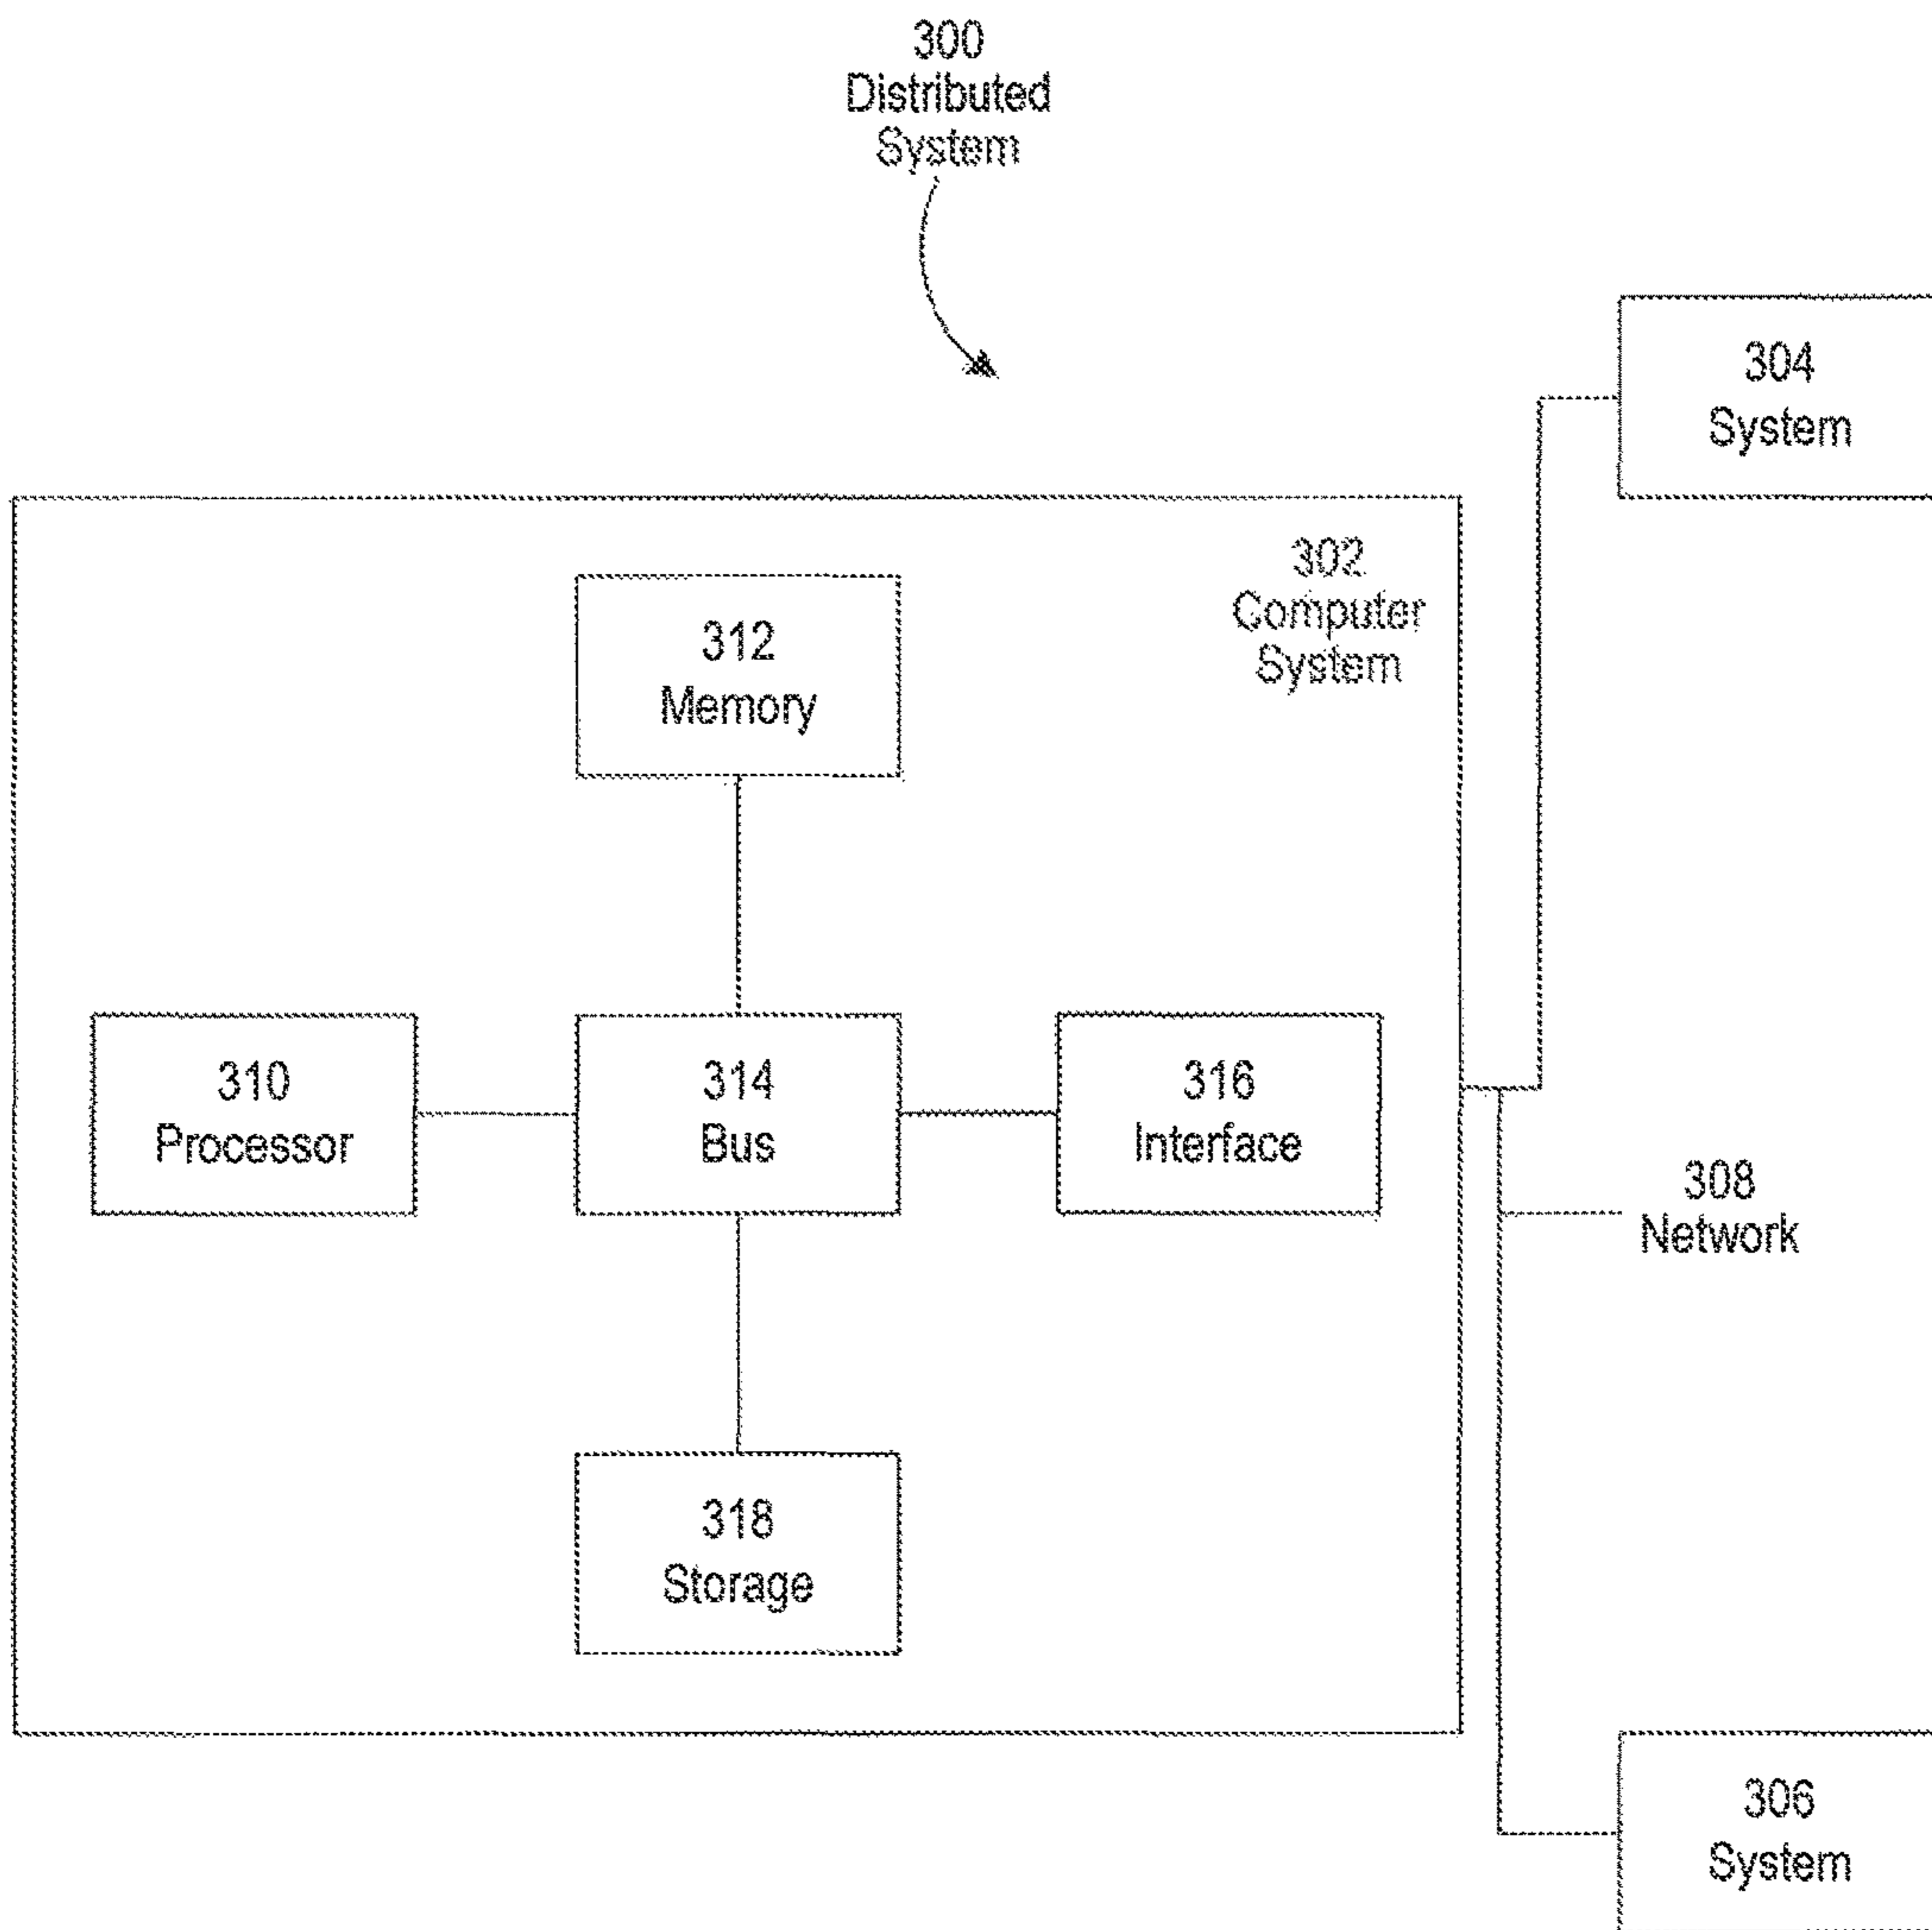 300
Distributed
System
304
System
302
Computer
System
312
Memory
310
Processor
314
Bus
316
Interface
308
Network
318
Storage
306
System